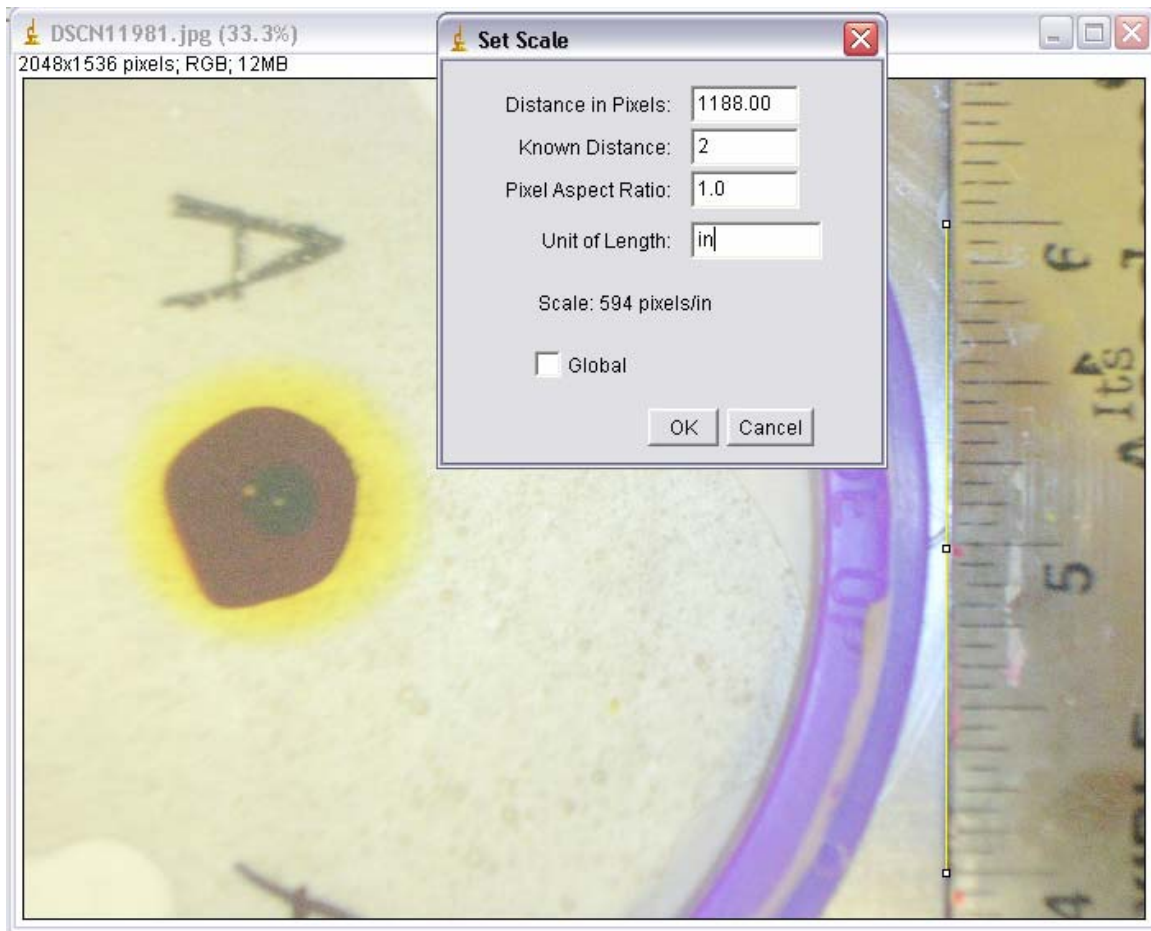 DSCN11981.jpg (33.3%)
2048x1536 pixels; RGB; 12MB
Set Scale
Distance in Pixels: 1188.00
Known Distance: 2
Pixel Aspect Ratio: 1.0
Unit of Length: in
Scale: 594 pixels/in
Global
OK Cancel
A
6
Its
5
4